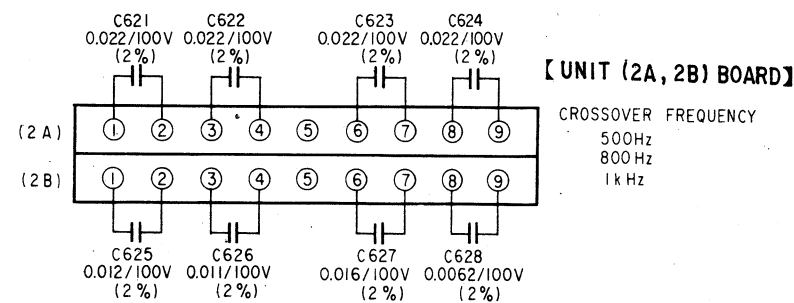 C621 C622 C623 C624
0.022/100V 0.022/100V 0.022/100V 0.022/100V
(2%) (2%) (2%) (2%)
【UNIT (2A, 2B) BOARD】
CROSSOVER FREQUENCY
500Hz
800Hz
1kHz
(2A) ① ② ③ ④ ⑤ ⑥ ⑦ ⑧ ⑨
(2B) ① ② ③ ④ ⑤ ⑥ ⑦ ⑧ ⑨
C625 C626 C627 C628
0.012/100V 0.011/100V 0.016/100V 0.0062/100V
(2%) (2%) (2%) (2%)